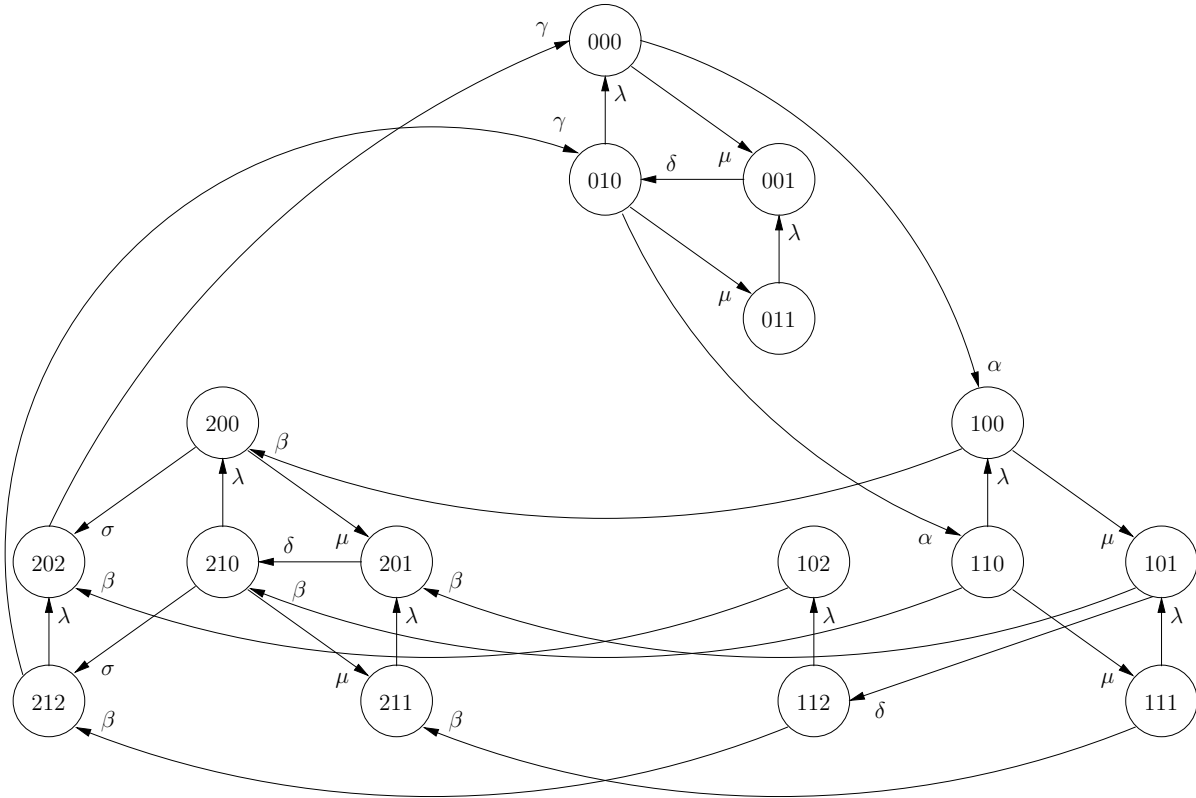 γ 000
λ
γ
010 δ μ 001
λ
μ 011
α
200 100
β
λ λ
σ μ α μ
202 210 δ 201 102 110 101
β β β
λ λ λ λ
σ μ μ
212 211 112 111
δ
β β